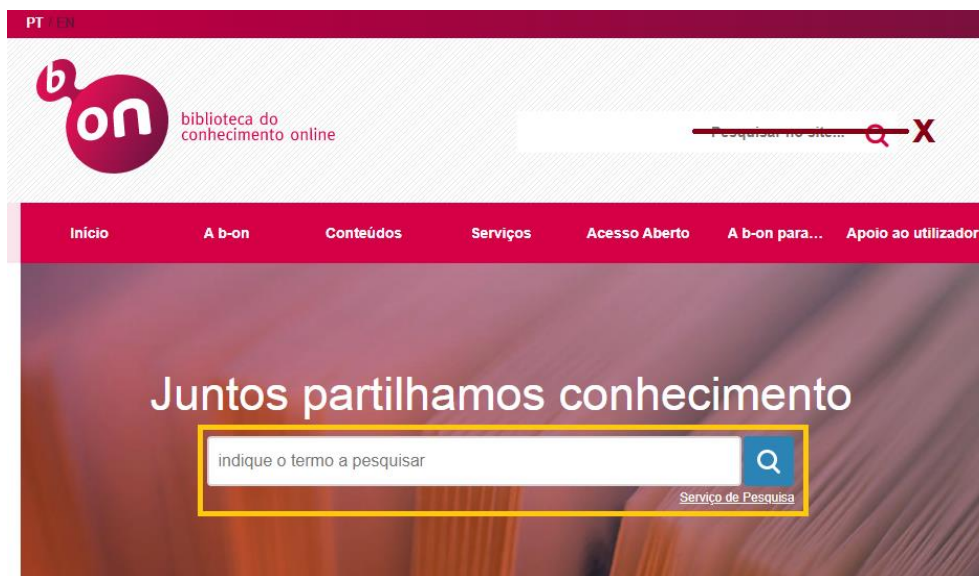 PT / EN
b
on
biblioteca do
conhecimento online
Pesquisar no site...
X
Início A b-on Conteúdos Serviços Acesso Aberto A b-on para... Apoio ao utilizador
Juntos partilhamos conhecimento
indique o termo a pesquisar
Serviço de Pesquisa